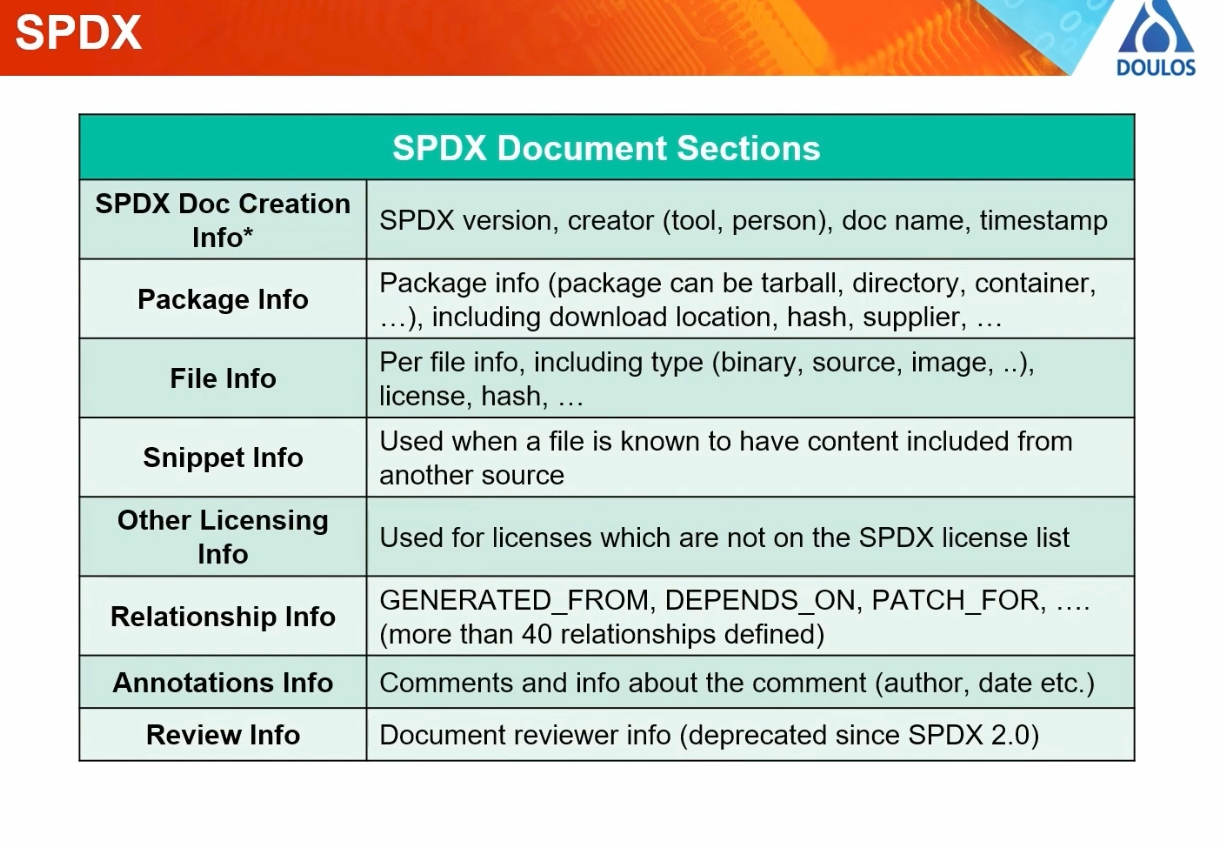 SPDX
DOULOS
SPDX Document Sections
SPDX Doc Creation
Info*
SPDX version, creator (tool, person), doc name, timestamp
Package Info
Package info (package can be tarball, directory, container,
…), including download location, hash, supplier, …
File Info
Per file info, including type (binary, source, image, ..),
license, hash, …
Snippet Info
Used when a file is known to have content included from
another source
Other Licensing
Info
Used for licenses which are not on the SPDX license list
Relationship Info
GENERATED_FROM, DEPENDS_ON, PATCH_FOR, ….
(more than 40 relationships defined)
Annotations Info
Comments and info about the comment (author, date etc.)
Review Info
Document reviewer info (deprecated since SPDX 2.0)